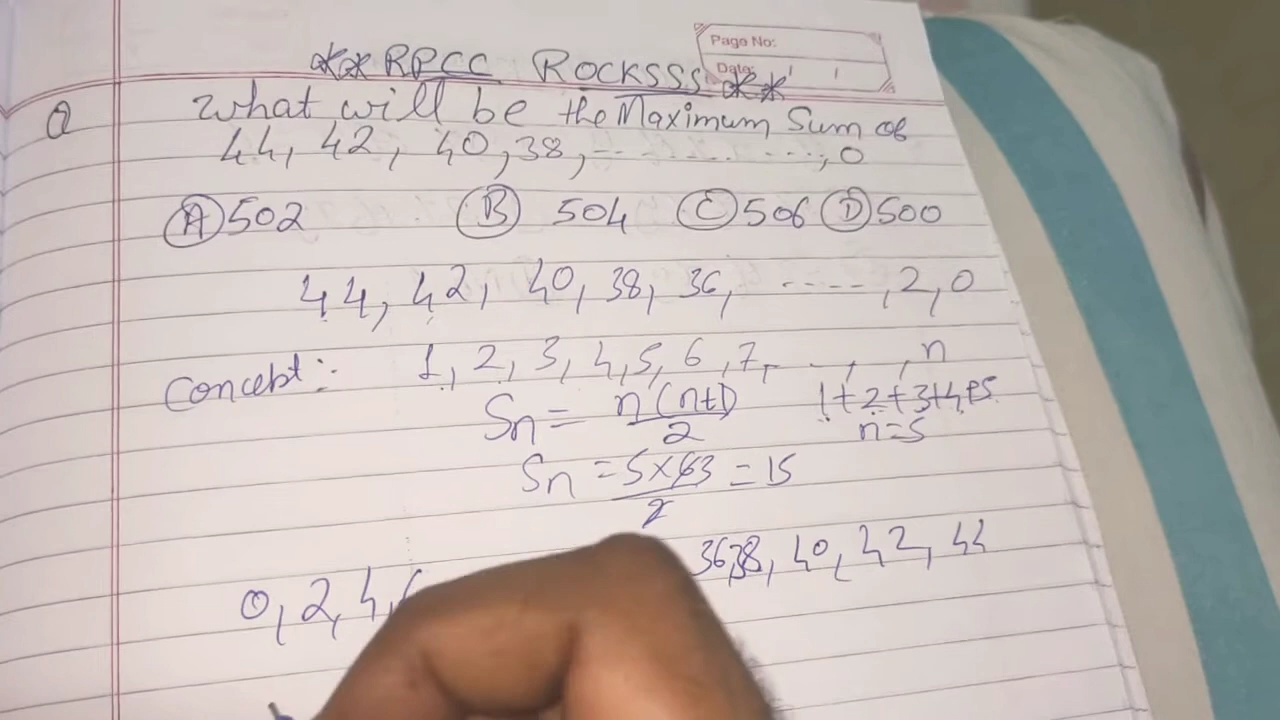 Page No:
Date:
** RPCC ROCKSSS **
Q What will be the Maximum Sum of
44, 42, 40, 38, ---------, 0
(A) 502 (B) 504 (C) 506 (D) 500
44, 42, 40, 38, 36, -----, 2, 0
Concept:- 1, 2, 3, 4, 5, 6, 7, - -, , n
Sn = n(n+1)/2 1+2+3+4+5
n=5
Sn = 5×63/2 = 15
36, 38, 40, 42, 44
0, 2, 4,